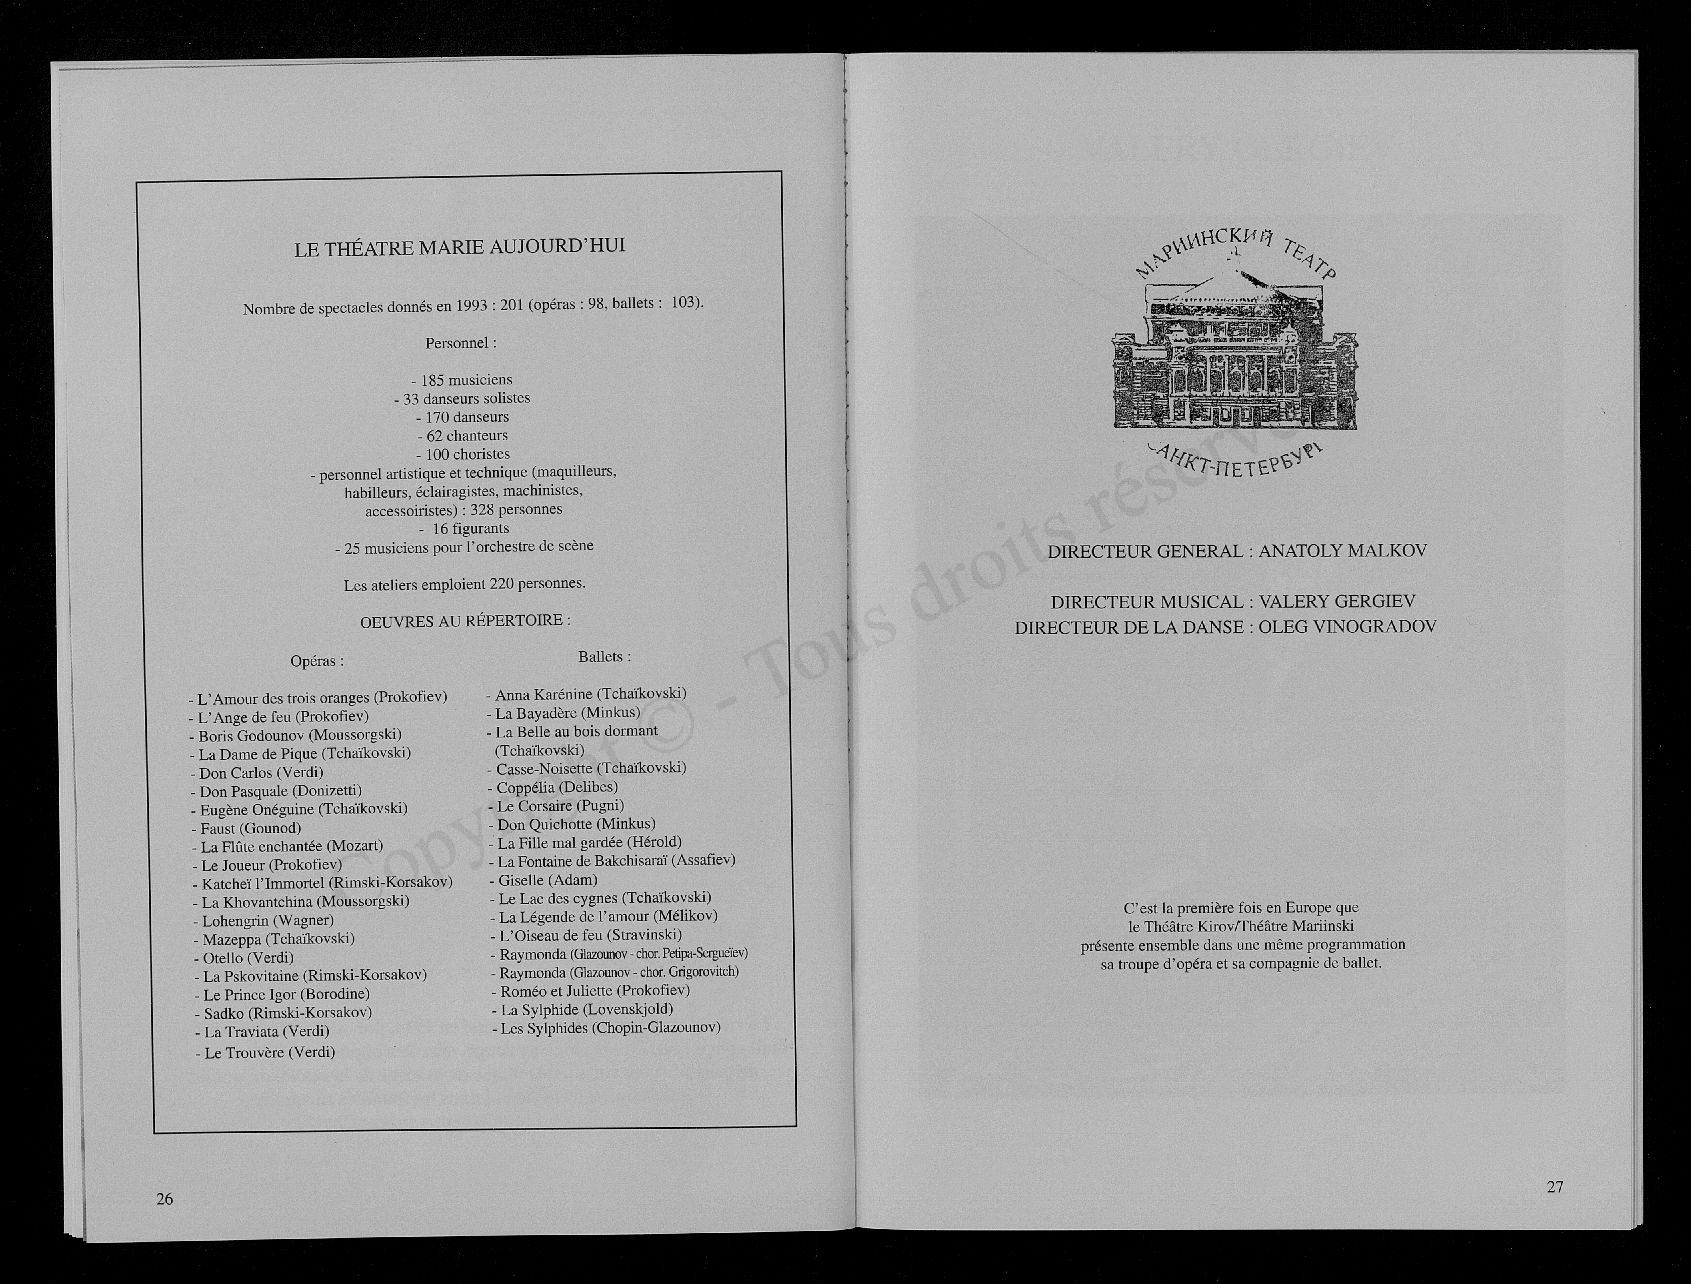 LE THÉATRE MARIE AUJOURD'HUI
Nombre de spectacles donnés en 1993 : 201 (opéras : 98, ballets : 103).
Personnel :
- 185 musiciens
- 33 danseurs solistes
- 170 danseurs
- 62 chanteurs
- 100 choristes
- personnel artistique et technique (maquilleurs,
habilleurs, éclairagistes, machinistes,
accessoiristes) : 328 personnes
- 16 figurants
- 25 musiciens pour l'orchestre de scène
Les ateliers emploient 220 personnes.
OEUVRES AU RÉPERTOIRE :
Opéras :
- L'Amour des trois oranges (Prokofiev)
- L'Ange de feu (Prokofiev)
- Boris Godounov (Moussorgski)
- La Dame de Pique (Tchaïkovski)
- Don Carlos (Verdi)
- Don Pasquale (Donizetti)
- Eugène Onéguine (Tchaïkovski)
- Faust (Gounod)
- La Flûte enchantée (Mozart)
- Le Joueur (Prokofiev)
- Katcheï l'Immortel (Rimski-Korsakov)
- La Khovantchina (Moussorgski)
- Lohengrin (Wagner)
- Mazeppa (Tchaïkovski)
- Otello (Verdi)
- La Pskovitaine (Rimski-Korsakov)
- Le Prince Igor (Borodine)
- Sadko (Rimski-Korsakov)
- La Traviata (Verdi)
- Le Trouvère (Verdi)
Ballets :
- Anna Karénine (Tchaïkovski)
- La Bayadère (Minkus)
- La Belle au bois dormant
(Tchaïkovski)
- Casse-Noisette (Tchaïkovski)
- Coppélia (Delibes)
- Le Corsaire (Pugni)
- Don Quichotte (Minkus)
- La Fille mal gardée (Hérold)
- La Fontaine de Bakchisaraï (Assafiev)
- Giselle (Adam)
- Le Lac des cygnes (Tchaïkovski)
- La Légende de l'amour (Mélikov)
- L'Oiseau de feu (Stravinski)
- Raymonda (Glazounov - chor. Petipa-Sergueïev)
- Raymonda (Glazounov - chor. Grigorovitch)
- Roméo et Juliette (Prokofiev)
- La Sylphide (Lovenskjold)
- Les Sylphides (Chopin-Glazounov)
26
МАРИИНСКИЙ ТЕАТР
САНКТ-ПЕТЕРБУРГ
DIRECTEUR GENERAL : ANATOLY MALKOV
DIRECTEUR MUSICAL : VALERY GERGIEV
DIRECTEUR DE LA DANSE : OLEG VINOGRADOV
C'est la première fois en Europe que
le Théâtre Kirov/Théâtre Mariinski
présente ensemble dans une même programmation
sa troupe d'opéra et sa compagnie de ballet.
27
Copyright © - Tous droits réservés